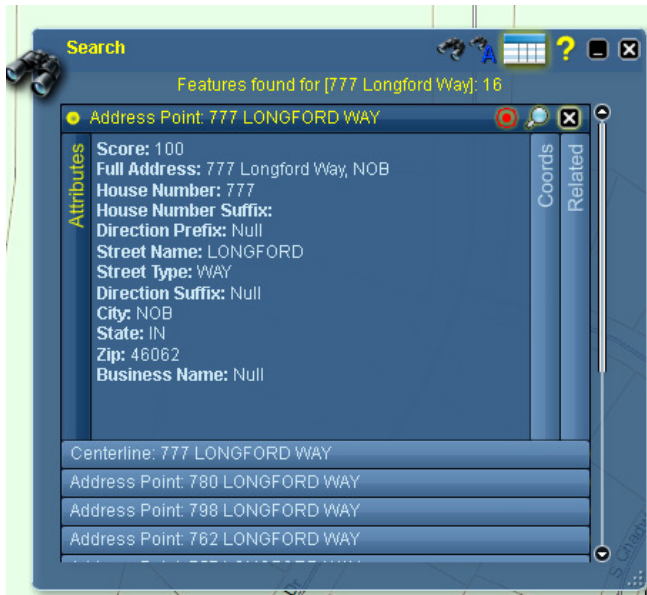 Search
A
?
Features found for [777 Longford Way]: 16
Address Point: 777 LONGFORD WAY
Attributes
Score: 100
Full Address: 777 Longford Way, NOB
House Number: 777
House Number Suffix:
Direction Prefix: Null
Street Name: LONGFORD
Street Type: WAY
Direction Suffix: Null
City: NOB
State: IN
Zip: 46062
Business Name: Null
Coords
Related
Centerline: 777 LONGFORD WAY
Address Point: 780 LONGFORD WAY
Address Point: 798 LONGFORD WAY
Address Point: 762 LONGFORD WAY
Dr